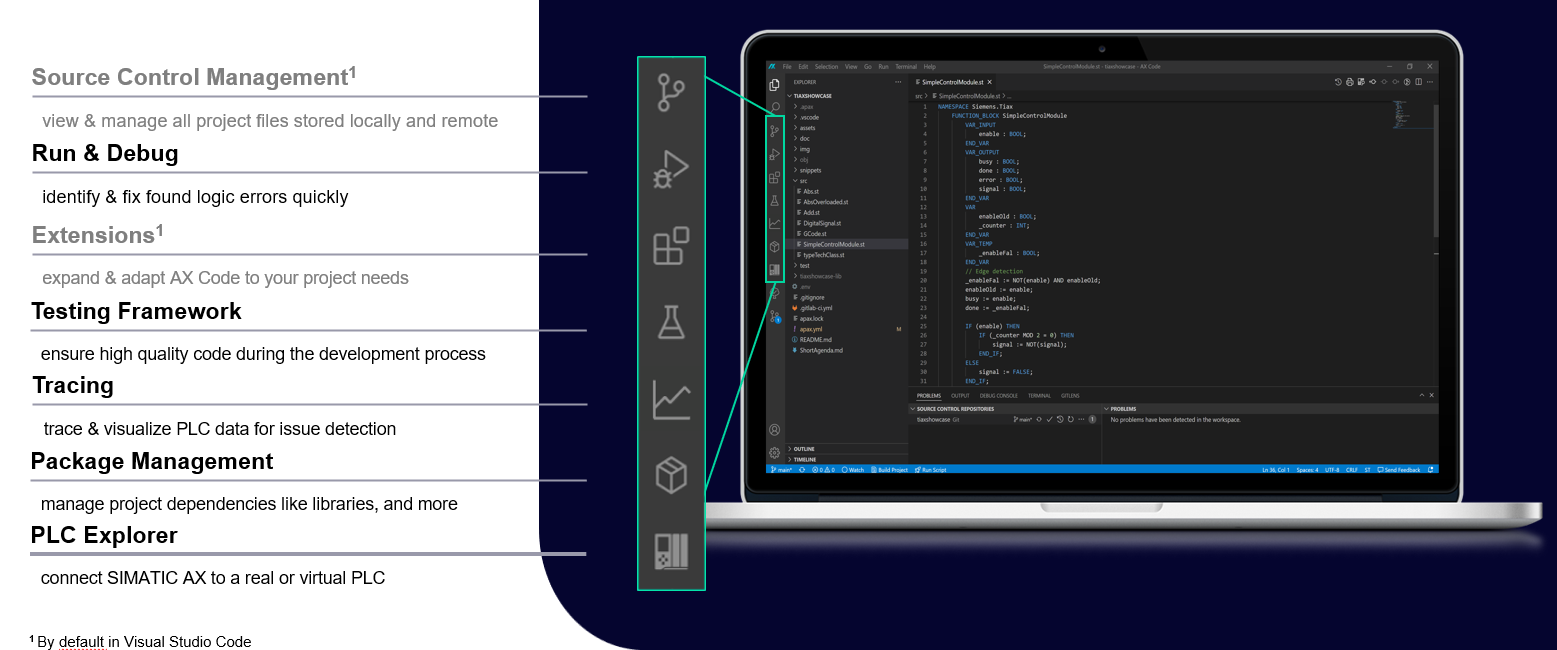 Source Control Management¹
view & manage all project files stored locally and remote
Run & Debug
identify & fix found logic errors quickly
Extensions¹
expand & adapt AX Code to your project needs
Testing Framework
ensure high quality code during the development process
Tracing
trace & visualize PLC data for issue detection
Package Management
manage project dependencies like libraries, and more
PLC Explorer
connect SIMATIC AX to a real or virtual PLC
¹ By default in Visual Studio Code
File Edit Selection View Go Run Terminal Help
SimpleControlModule.st - tiaxshowcase - AX Code
EXPLORER
TIAXSHOWCASE
.apax
.vscode
assets
doc
img
obj
snippets
src
Abs.st
AbsOverloaded.st
Add.st
DigitalSignal.st
GCode.st
SimpleControlModule.st
typeTechClass.st
test
tiaxshowcase-lib
.env
.gitignore
.gitlab-ci.yml
apax.lock
apax.yml M
README.md
ShortAgenda.md
OUTLINE
TIMELINE
SimpleControlModule.st
src > SimpleControlModule.st > ...
1 NAMESPACE Siemens.Tiax
2 FUNCTION_BLOCK SimpleControlModule
3 VAR_INPUT
4 enable : BOOL;
5 END_VAR
6 VAR_OUTPUT
7 busy : BOOL;
8 done : BOOL;
9 error : BOOL;
10 signal : BOOL;
11 END_VAR
12 VAR
13 enableOld : BOOL;
14 _counter : INT;
15 END_VAR
16 VAR_TEMP
17 _enableFal : BOOL;
18 END_VAR
19 // Edge detection
20 _enableFal := NOT(enable) AND enableOld;
21 enableOld := enable;
22 busy := enable;
23 done := _enableFal;
24
25 IF (enable) THEN
26 IF (_counter MOD 2 = 0) THEN
27 signal := NOT(signal);
28 END_IF;
29 ELSE
30 signal := FALSE;
31 END_IF;
PROBLEMS OUTPUT DEBUG CONSOLE TERMINAL GITLENS
SOURCE CONTROL REPOSITORIES
tiaxshowcase Git main* 1
PROBLEMS
No problems have been detected in the workspace.
main* 0 0 Watch Build Project Run Script
Ln 36, Col 1 Spaces: 4 UTF-8 CRLF ST Send Feedback